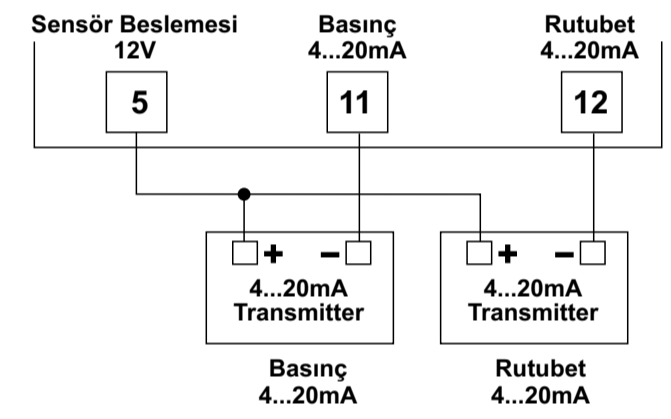 Sensör Beslemesi
12V
Basınç
4...20mA
Rutubet
4...20mA
5
11
12
+ −
4...20mA
Transmitter
+ −
4...20mA
Transmitter
Basınç
4...20mA
Rutubet
4...20mA